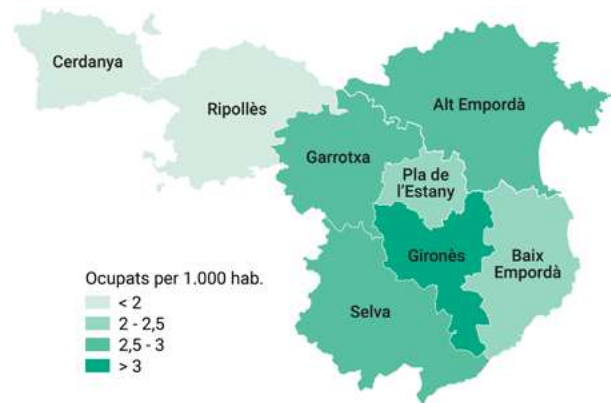 Cerdanya
Ripollès
Alt Empordà
Garrotxa
Pla de
l'Estany
Gironès
Baix
Empordà
Selva
Ocupats per 1.000 hab.
< 2
2 - 2,5
2,5 - 3
> 3